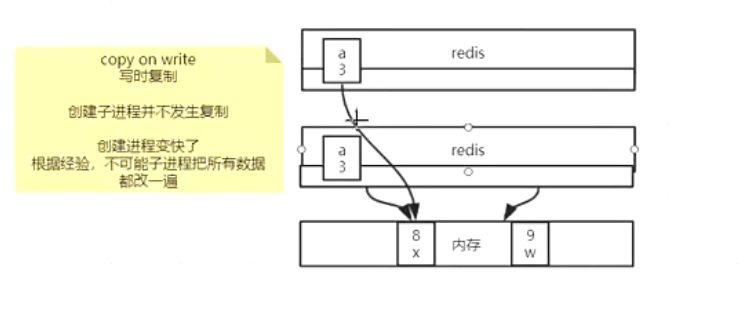 copy on write
写时复制
创建子进程并不发生复制
创建进程变快了
根据经验，不可能子进程把所有数据
都改一遍
a
3
redis
a
3
redis
8
x
内存
9
w